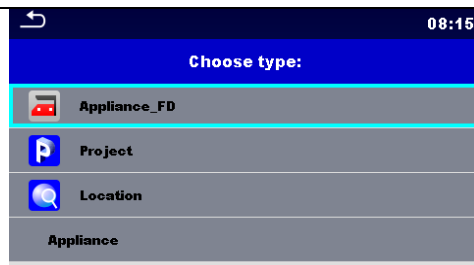 08:15
Choose type:
Appliance_FD
Project
Location
Appliance